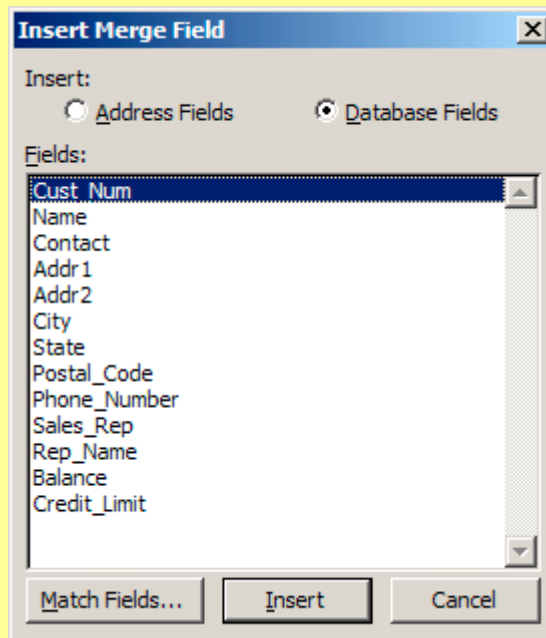 Insert Merge Field
Insert:
Address Fields Database Fields
Fields:
Cust_Num
Name
Contact
Addr1
Addr2
City
State
Postal_Code
Phone_Number
Sales_Rep
Rep_Name
Balance
Credit_Limit
Match Fields... Insert Cancel